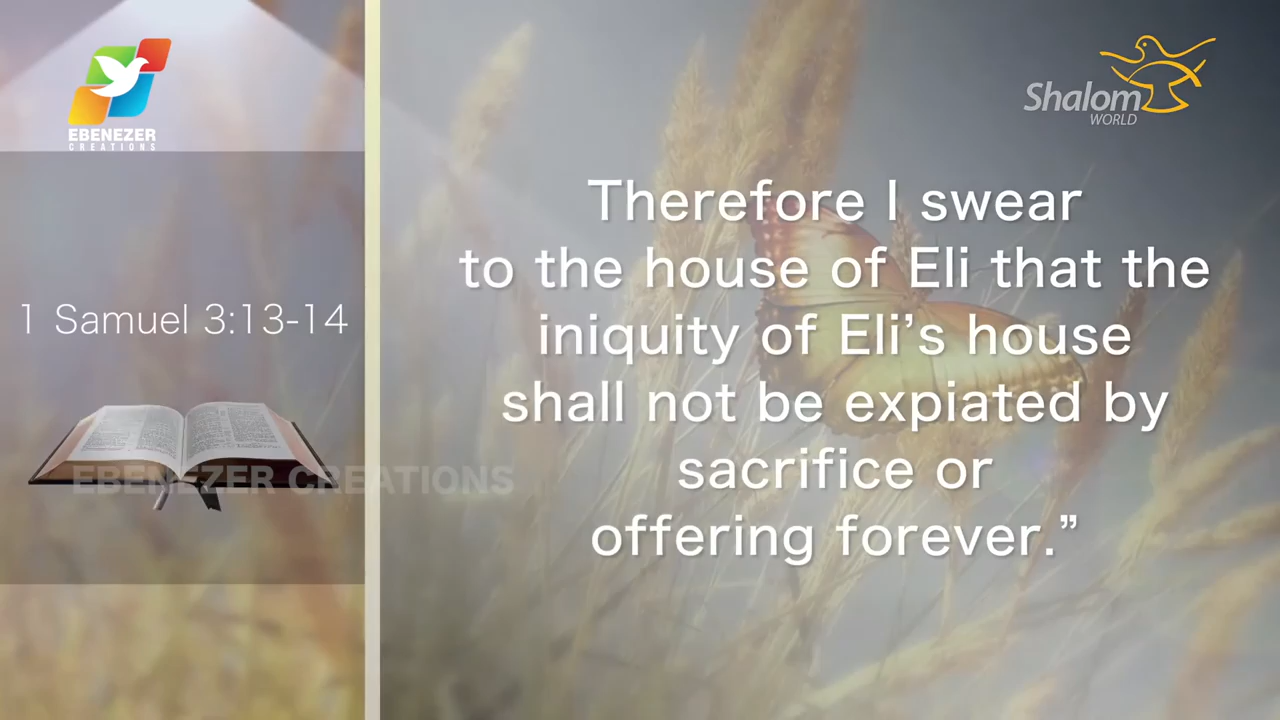 EBENEZER
CREATIONS
Shalom
WORLD
1 Samuel 3:13-14
Therefore I swear
to the house of Eli that the
iniquity of Eli’s house
shall not be expiated by
sacrifice or
offering forever.”
EBENEZER CREATIONS